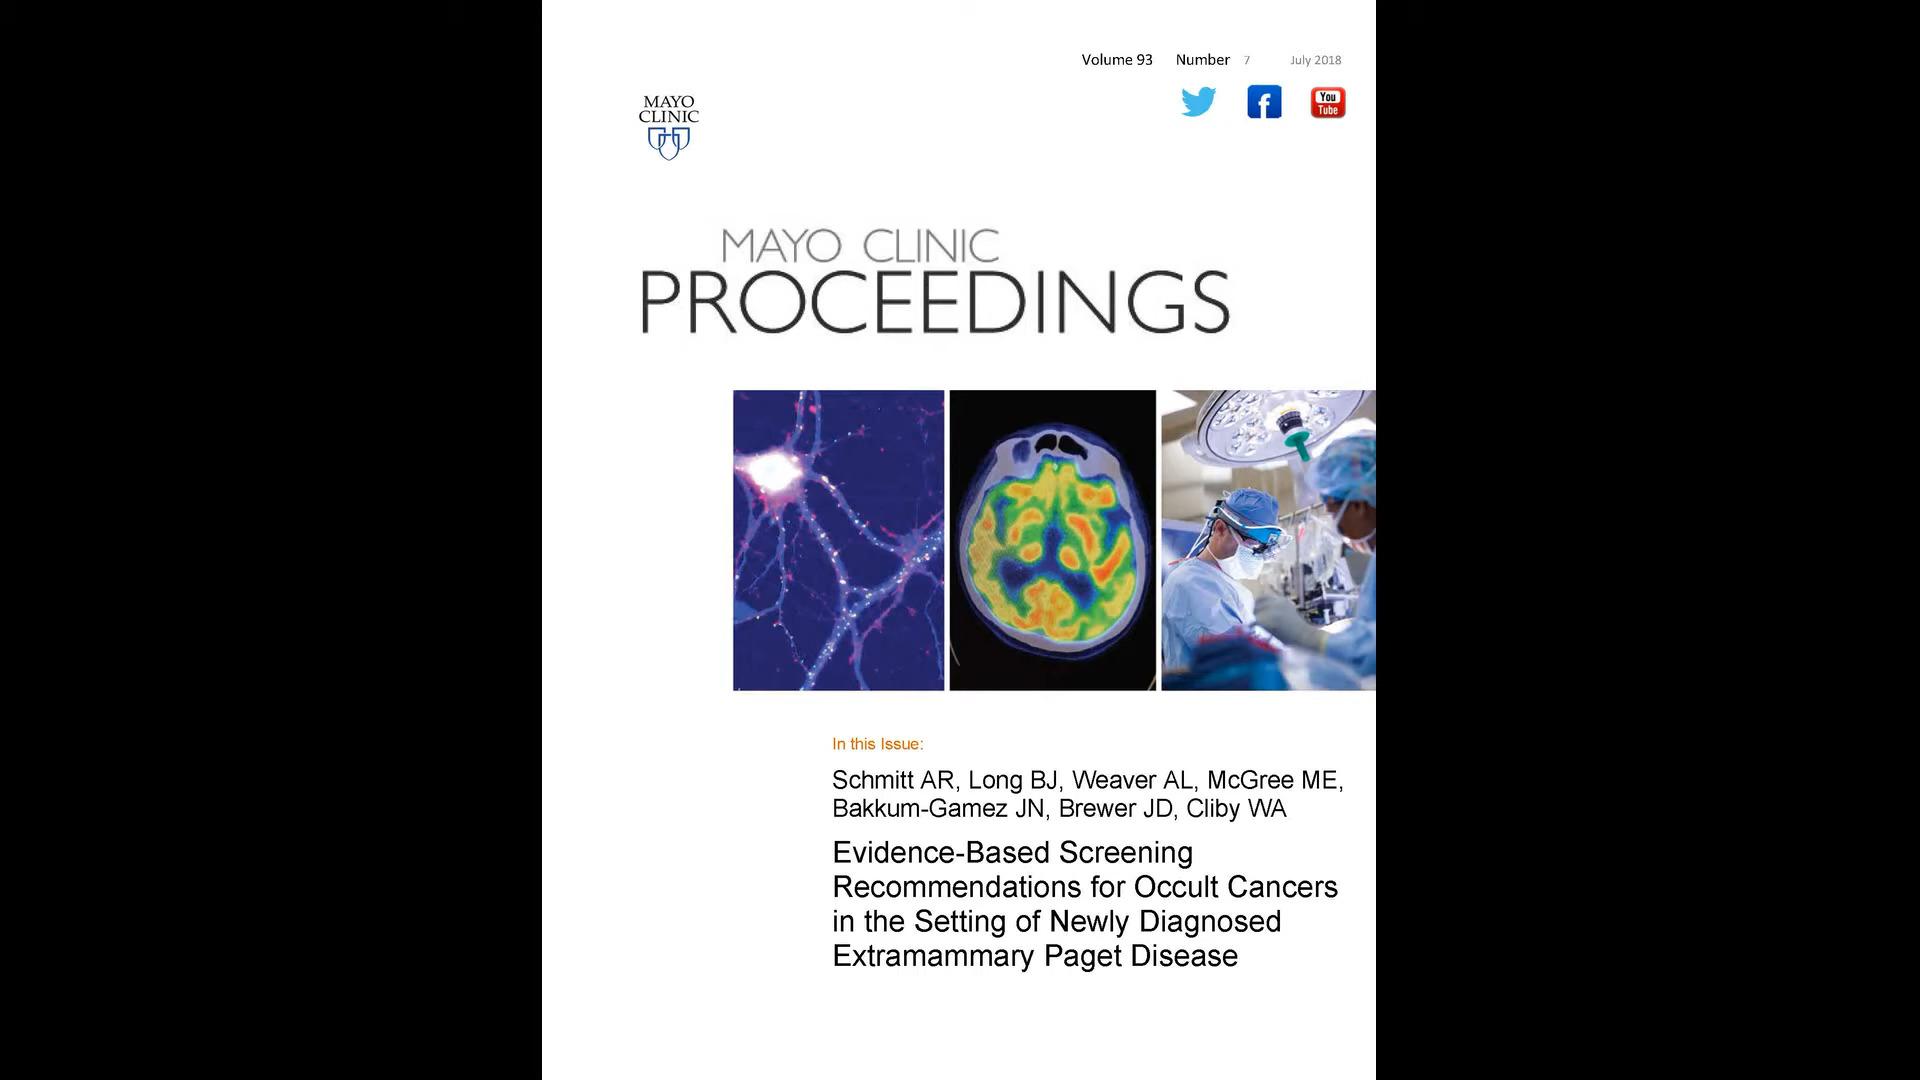 Volume 93 Number 7 July 2018
MAYO
CLINIC
You
Tube
MAYO CLINIC
PROCEEDINGS
In this Issue:
Schmitt AR, Long BJ, Weaver AL, McGree ME,
Bakkum-Gamez JN, Brewer JD, Cliby WA
Evidence-Based Screening
Recommendations for Occult Cancers
in the Setting of Newly Diagnosed
Extramammary Paget Disease